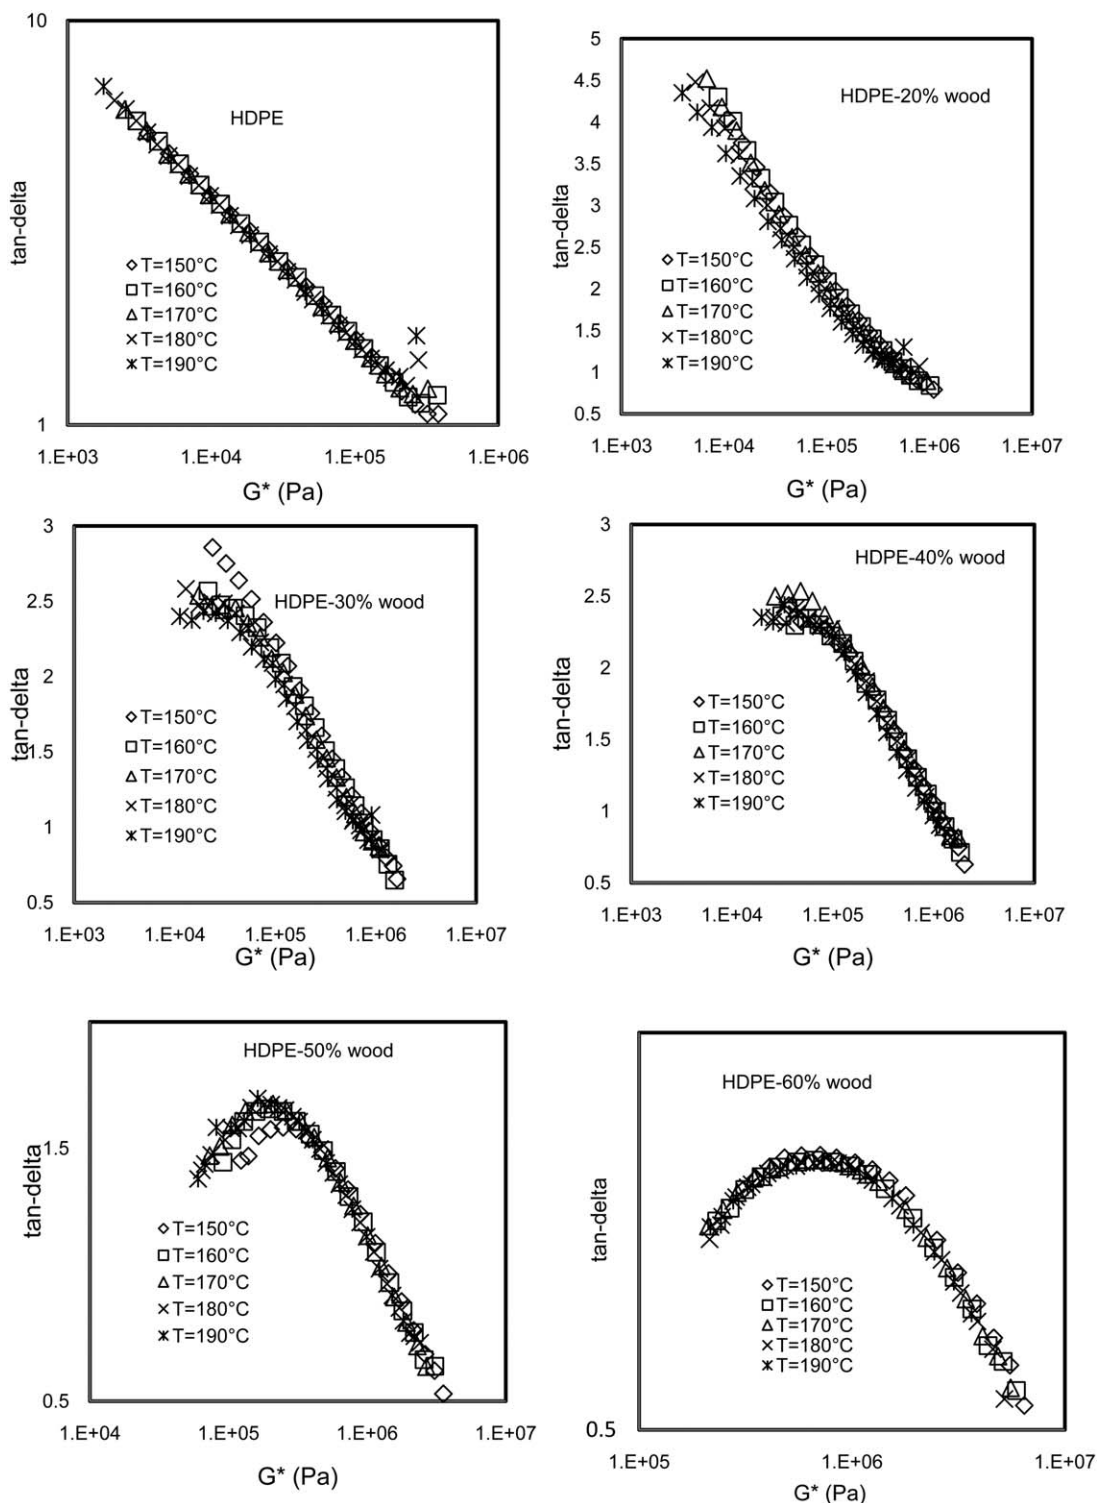 10
HDPE
tan-delta
T=150°C
T=160°C
T=170°C
T=180°C
T=190°C
1
1.E+03 1.E+04 1.E+05 1.E+06
G* (Pa)
5
4.5
4
3.5
3
2.5
2
1.5
1
0.5
HDPE-20% wood
tan-delta
T=150°C
T=160°C
T=170°C
T=180°C
T=190°C
1.E+03 1.E+04 1.E+05 1.E+06 1.E+07
G* (Pa)
3
2.5
2
1.5
1
0.5
HDPE-30% wood
tan-delta
T=150°C
T=160°C
T=170°C
T=180°C
T=190°C
1.E+03 1.E+04 1.E+05 1.E+06 1.E+07
G* (Pa)
3
2.5
2
1.5
1
0.5
HDPE-40% wood
tan-delta
T=150°C
T=160°C
T=170°C
T=180°C
T=190°C
1.E+03 1.E+04 1.E+05 1.E+06 1.E+07
G* (Pa)
HDPE-50% wood
1.5
tan-delta
T=150°C
T=160°C
T=170°C
T=180°C
T=190°C
0.5
1.E+04 1.E+05 1.E+06 1.E+07
G* (Pa)
HDPE-60% wood
tan-delta
T=150°C
T=160°C
T=170°C
T=180°C
T=190°C
0.5
1.E+05 1.E+06 1.E+07
G* (Pa)